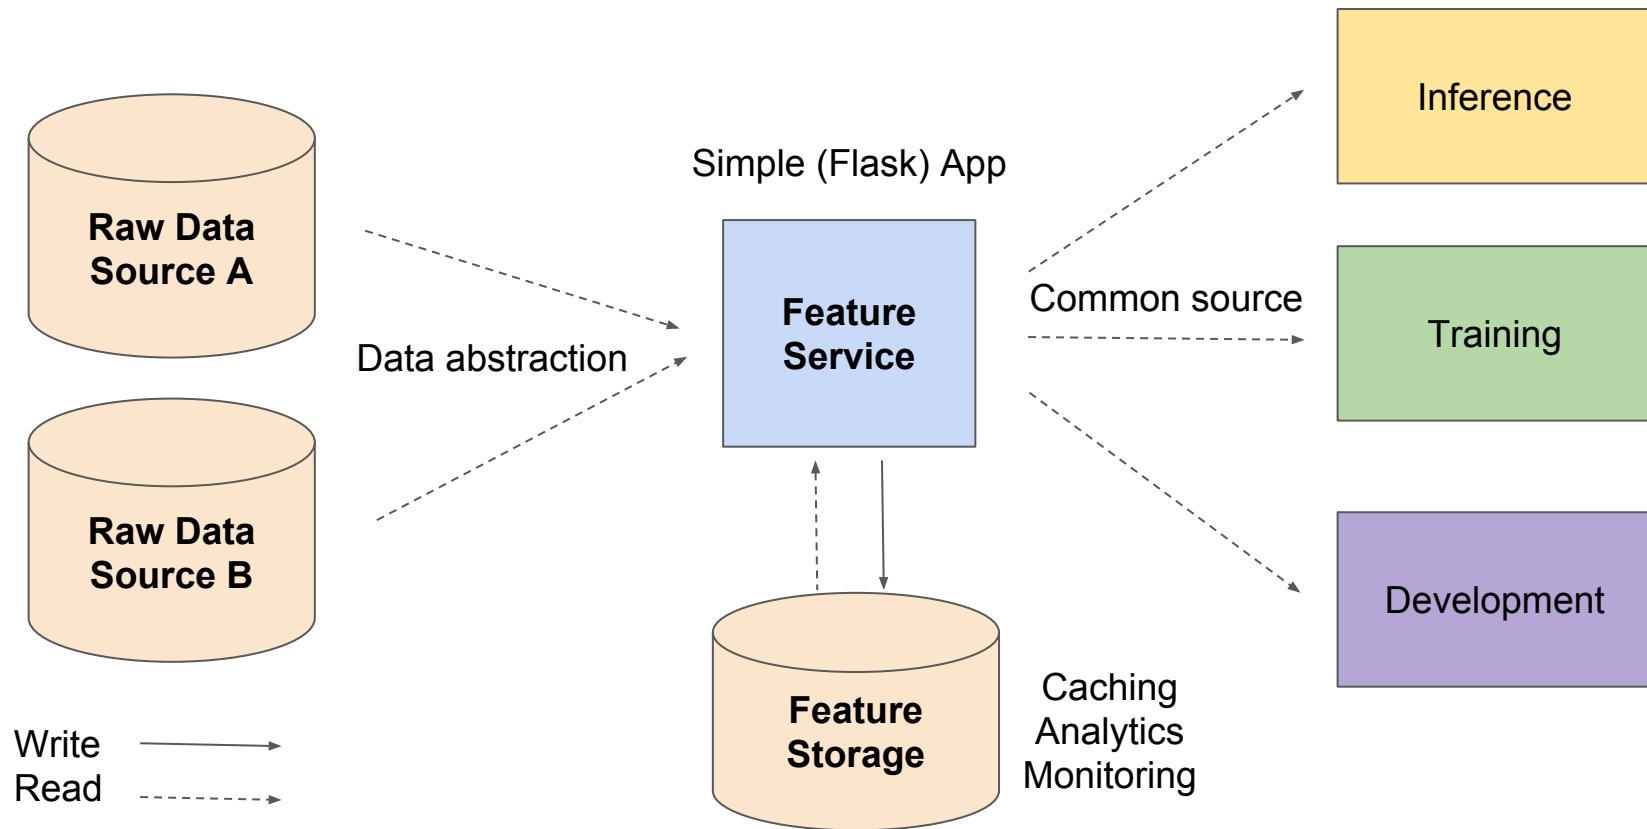 Raw Data
Source A
Raw Data
Source B
Write
Read
Data abstraction
Simple (Flask) App
Feature
Service
Feature
Storage
Caching
Analytics
Monitoring
Common source
Inference
Training
Development